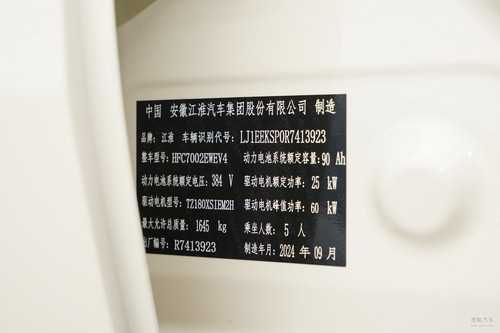 中国 安徽江淮汽车集团股份有限公司 制造
品牌：江淮 车辆识别代号：LJ1EEKSP0R7413923
整车型号：HFC7002EWEV4 动力电池系统额定容量：90 Ah
动力电池系统额定电压：384 V 驱动电机额定功率：25 kW
驱动电机型号：TZ180XSIEM2H 驱动电机峰值功率：60 kW
最大允许总质量：1645 kg 乘坐人数：5 人
出厂编号：R7413923 制造年月：2024 年 09 月
搜狐汽车